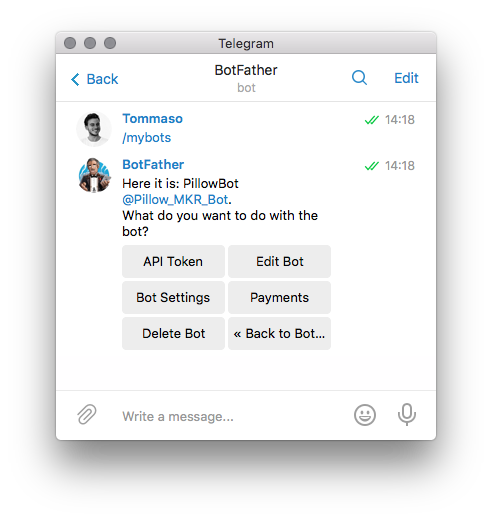 Telegram
Back
BotFather
Edit
bot
Tommaso
14:18
/mybots
BotFather
14:18
Here it is: PillowBot
@Pillow_MKR_Bot.
What do you want to do with the
bot?
API Token
Edit Bot
Bot Settings
Payments
Delete Bot
« Back to Bot...
Write a message...